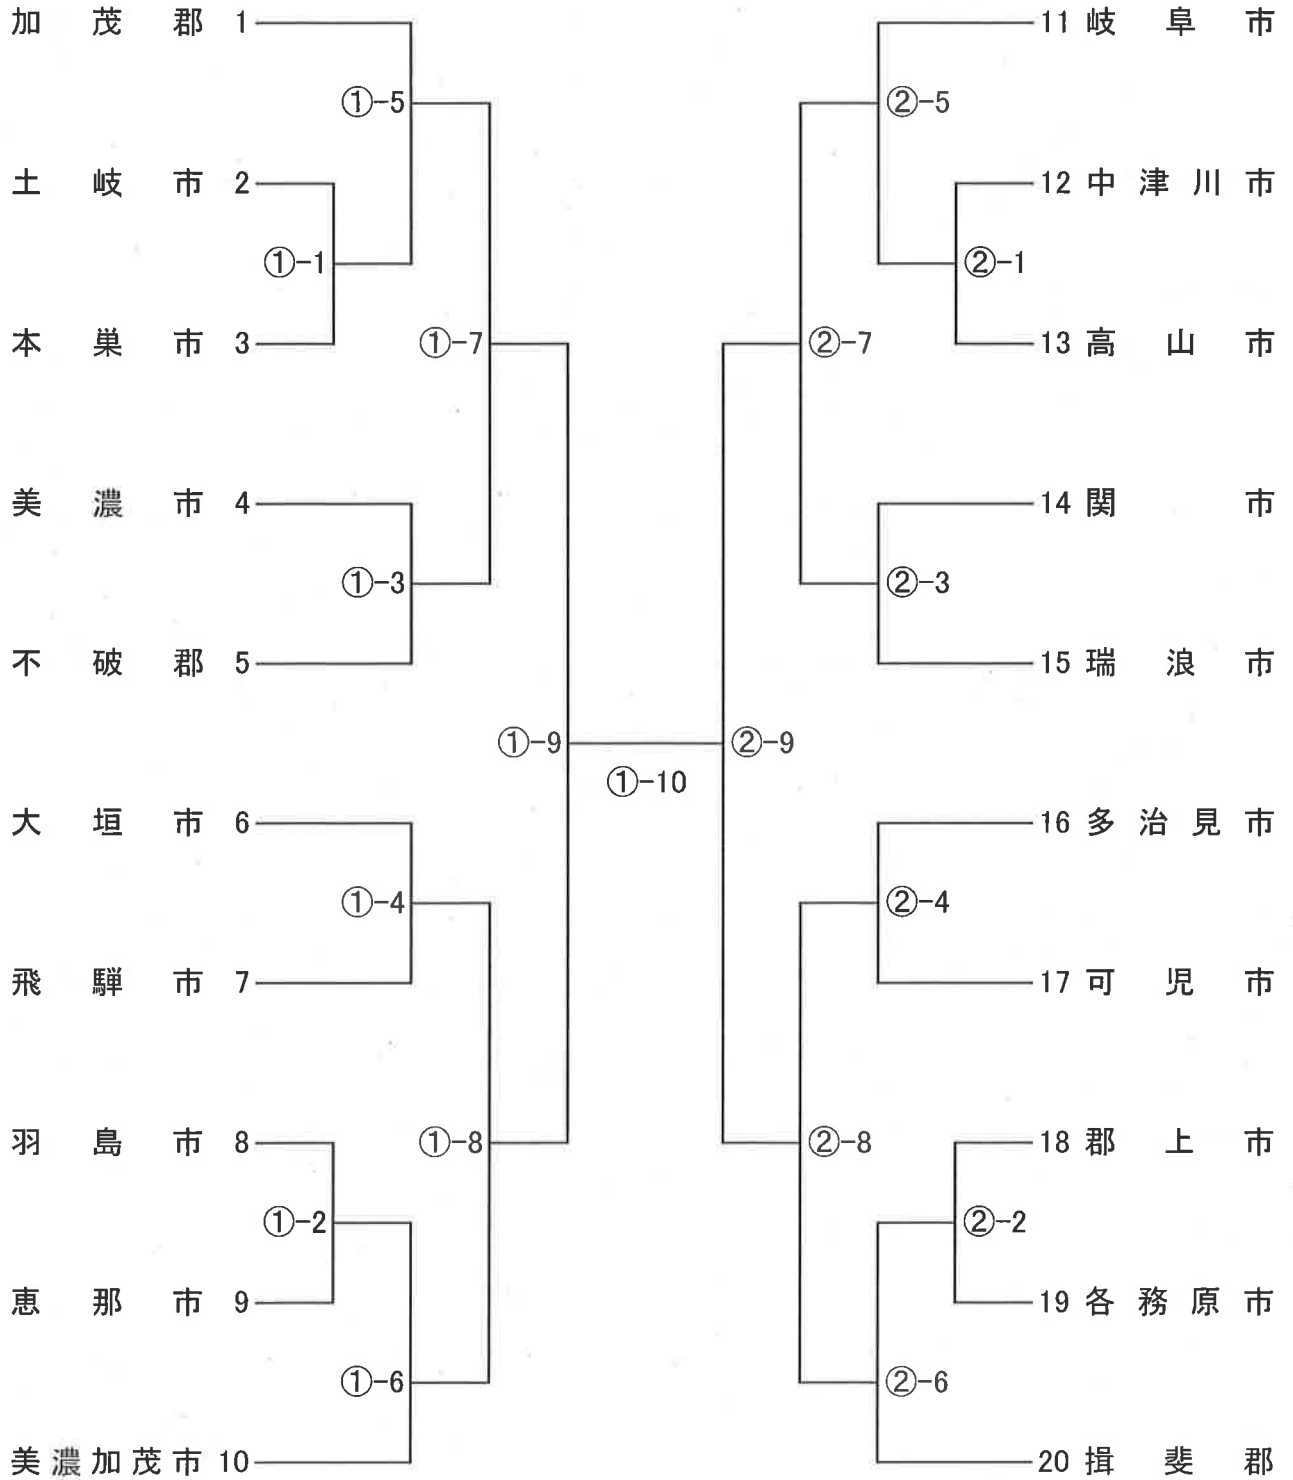 加茂郡 1
11 岐阜市
①-5
②-5
土岐市 2
12 中津川市
①-1
②-1
本巣市 3
①-7
②-7
13 高山市
美濃市 4
14 関市
①-3
②-3
不破郡 5
15 瑞浪市
①-9
②-9
①-10
大垣市 6
16 多治見市
①-4
②-4
飛騨市 7
17 可児市
羽島市 8
①-8
②-8
18 郡上市
①-2
②-2
恵那市 9
19 各務原市
①-6
②-6
美濃加茂市 10
20 揖斐郡